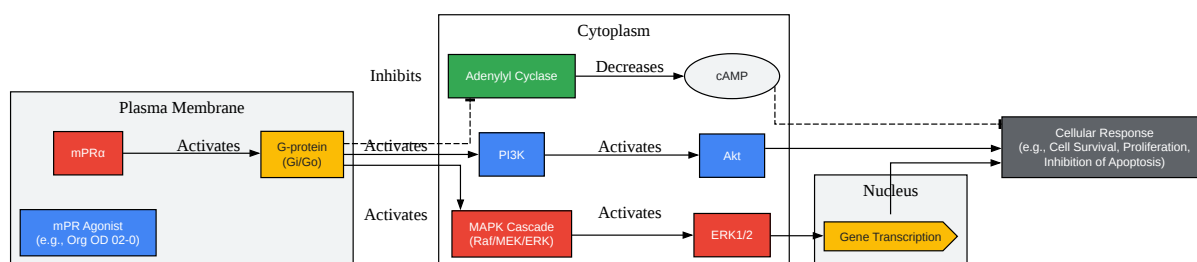 Cytoplasm
Inhibits
Adenylyl Cyclase
Decreases
cAMP
Plasma Membrane
mPRα
Activates
G-protein
(Gi/Go)
Activates
PI3K
Activates
Akt
Cellular Response
(e.g., Cell Survival, Proliferation,
Inhibition of Apoptosis)
mPR Agonist
(e.g., Org OD 02-0)
Activates
MAPK Cascade
(Raf/MEK/ERK)
Activates
ERK1/2
Nucleus
Gene Transcription